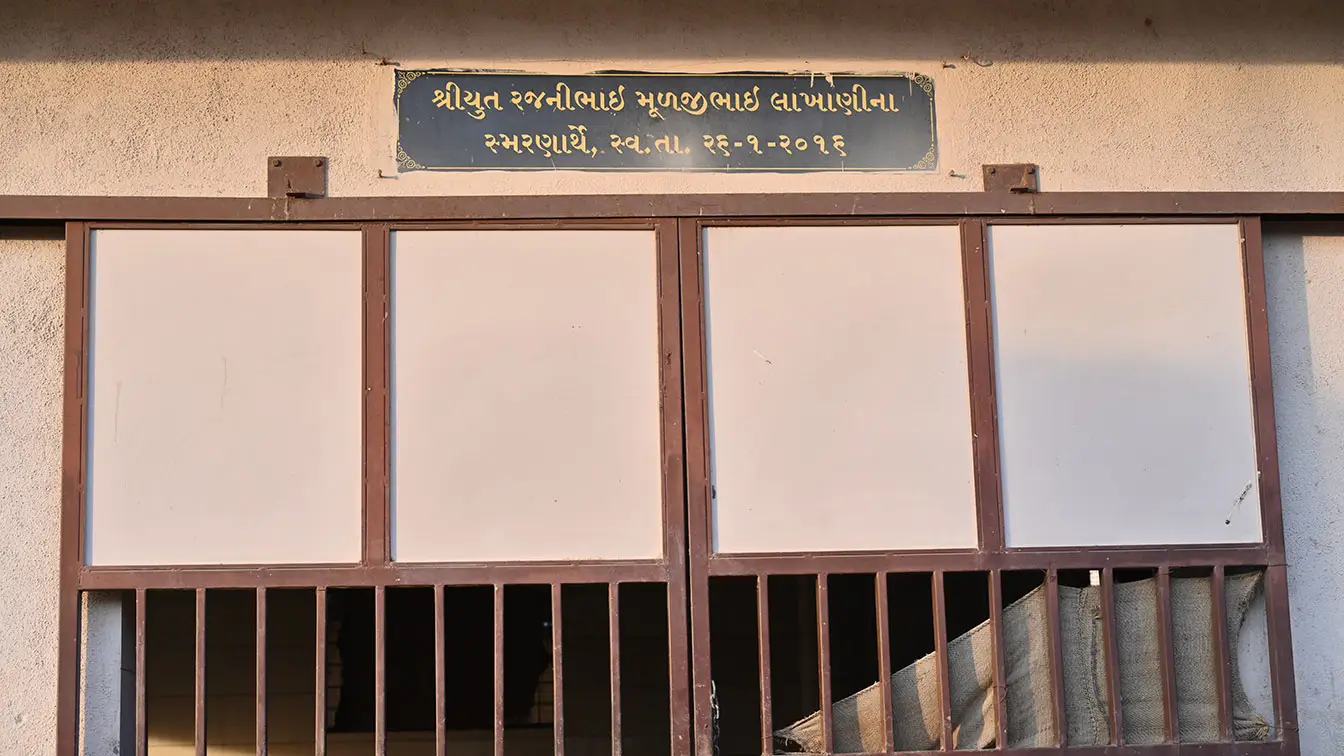 શ્રીયુત રજનીભાઇ મૂળજીભાઇ લાખાણીના
સ્મરણાર્થે, સ્વ.તા. ૨૬-૧-૨૦૧૬